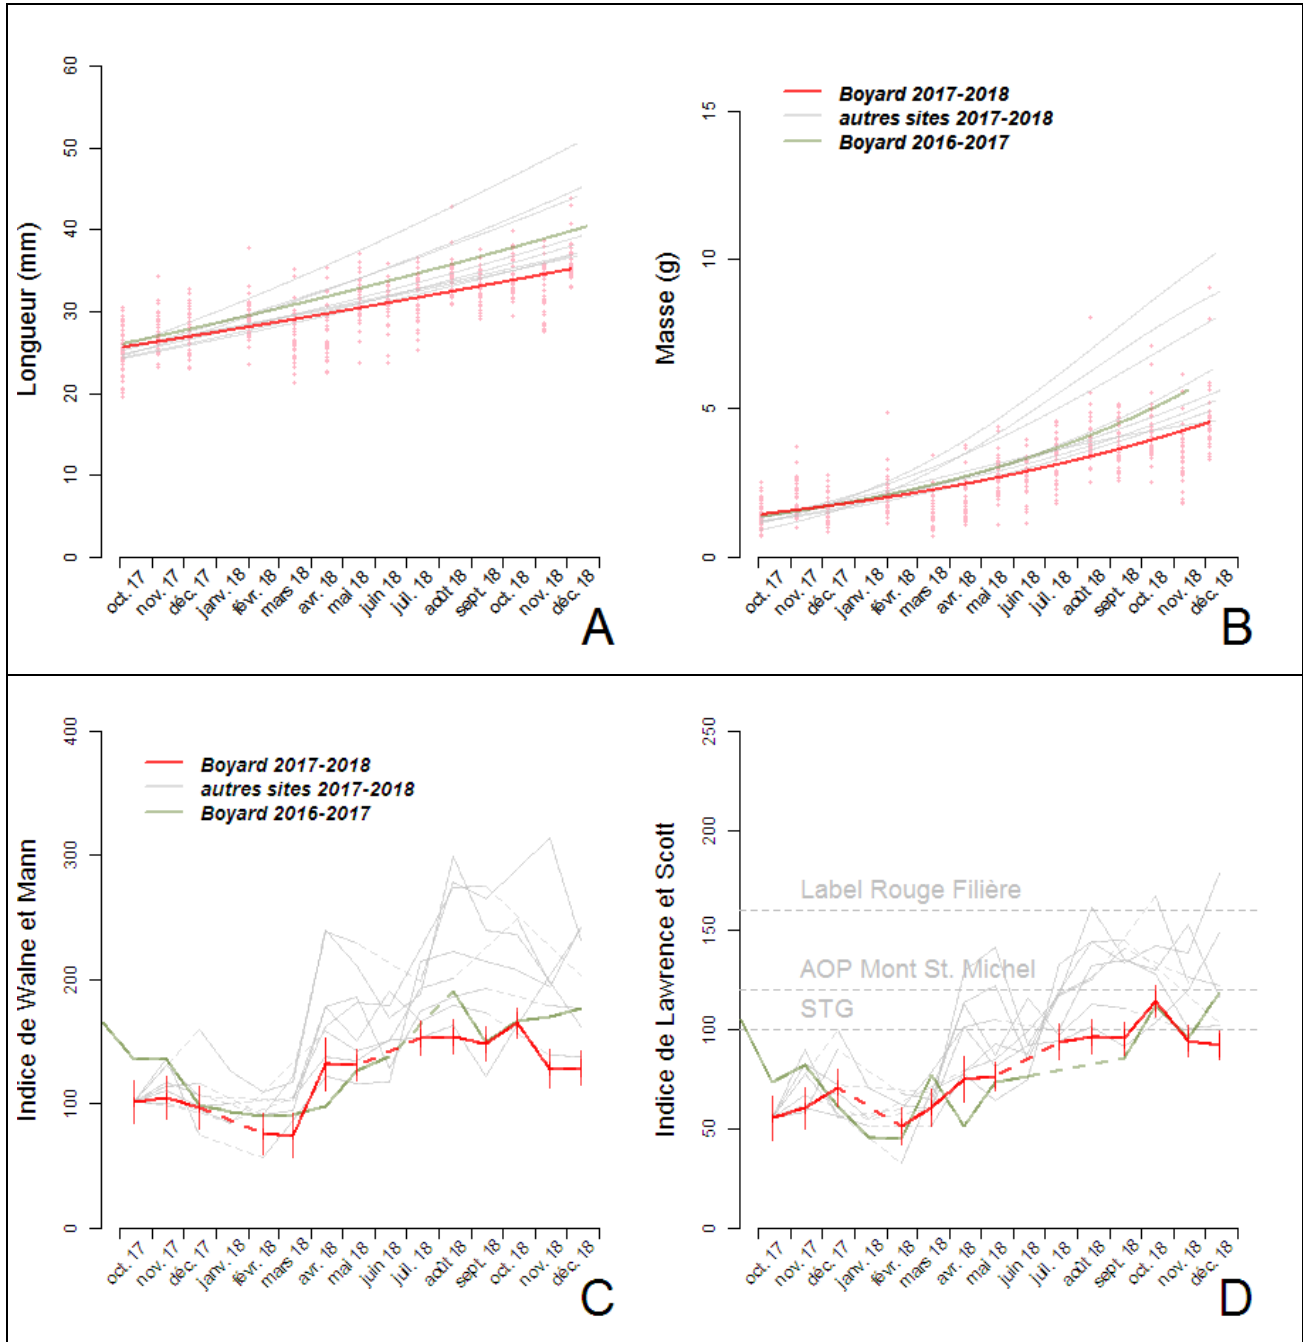 60
50
40
30
20
10
0
Longueur (mm)
oct. 17
nov. 17
déc. 17
janv. 18
févr. 18
mars 18
avr. 18
mai 18
juin 18
juil. 18
août 18
sept. 18
oct. 18
nov. 18
déc. 18
A
Boyard 2017-2018
autres sites 2017-2018
Boyard 2016-2017
15
10
5
0
Masse (g)
oct. 17
nov. 17
déc. 17
janv. 18
févr. 18
mars 18
avr. 18
mai 18
juin 18
juil. 18
août 18
sept. 18
oct. 18
nov. 18
déc. 18
B
400
300
200
100
0
Indice de Walne et Mann
Boyard 2017-2018
autres sites 2017-2018
Boyard 2016-2017
oct. 17
nov. 17
déc. 17
janv. 18
févr. 18
mars 18
avr. 18
mai 18
juin 18
juil. 18
août 18
sept. 18
oct. 18
nov. 18
déc. 18
C
250
200
150
100
50
0
Indice de Lawrence et Scott
Label Rouge Filière
AOP Mont St. Michel
STG
oct. 17
nov. 17
déc. 17
janv. 18
févr. 18
mars 18
avr. 18
mai 18
juin 18
juil. 18
août 18
sept. 18
oct. 18
nov. 18
déc. 18
D